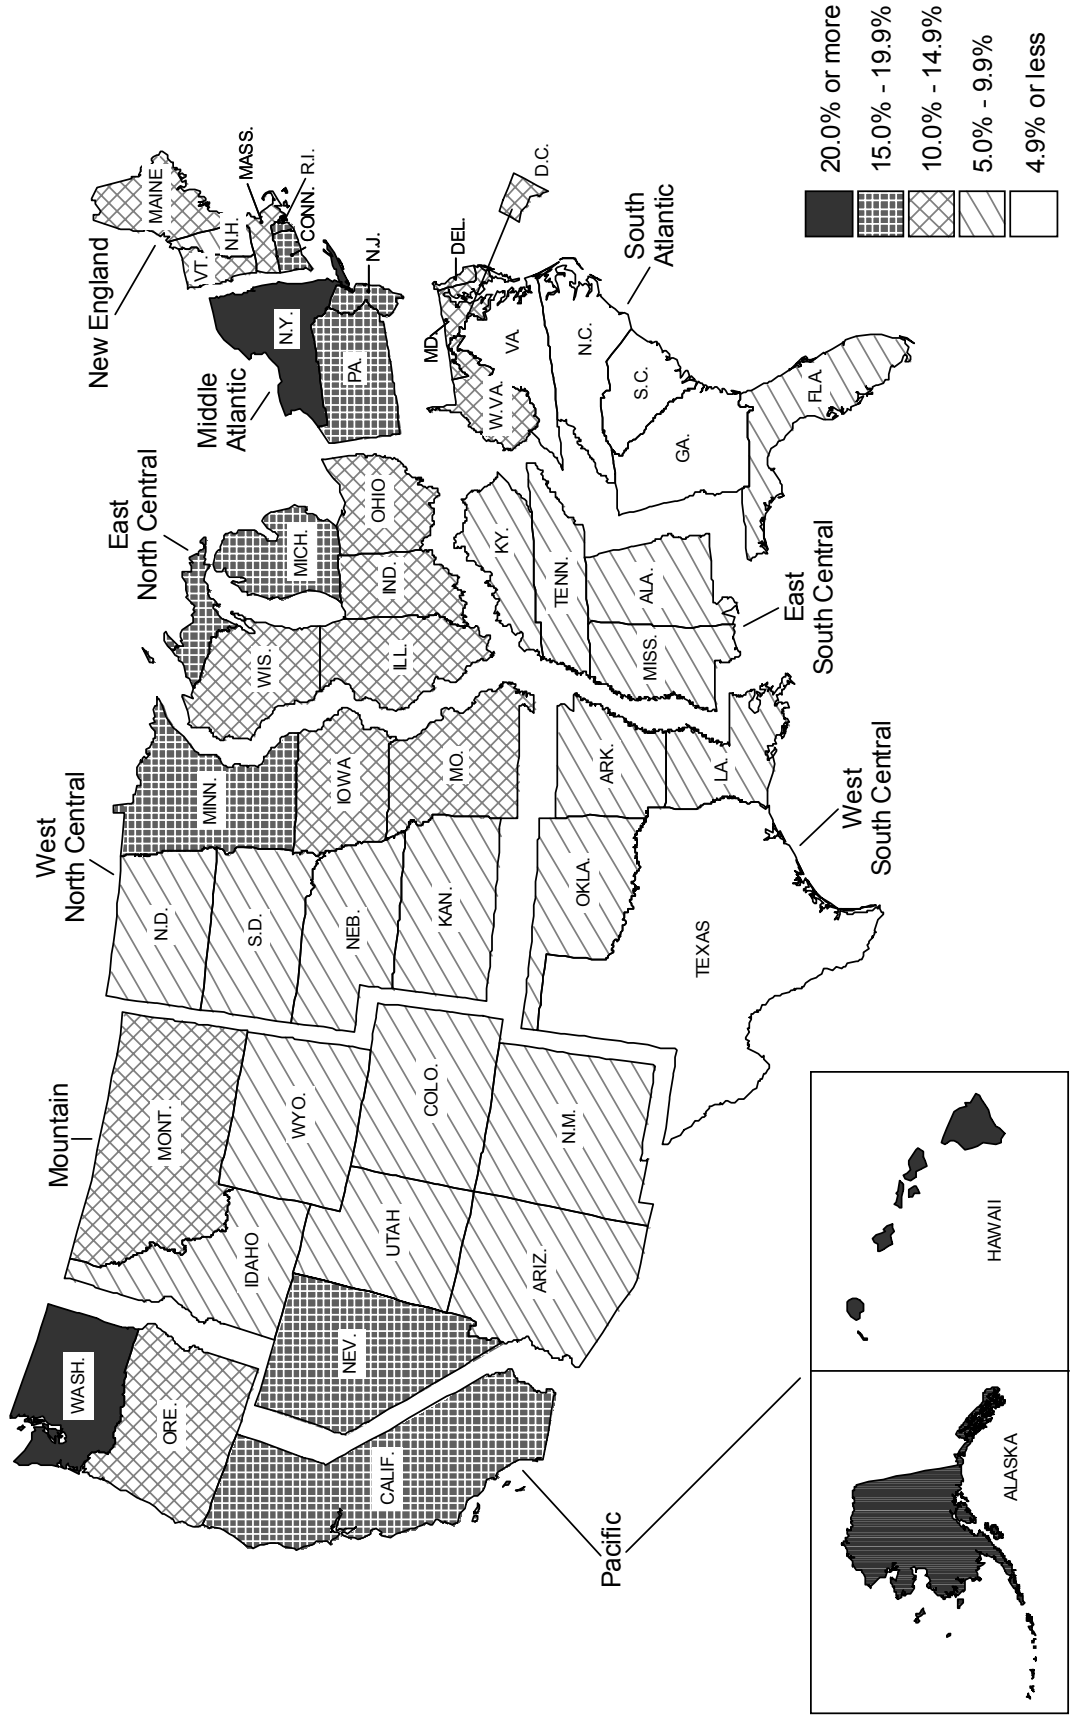 New England
Middle
Atlantic
East
North Central
West
North Central
Mountain
Pacific
South
Atlantic
East
South Central
West
South Central
MAINE
VT.
N.H.
MASS.
R.I.
CONN.
N.Y.
N.J.
PA.
DEL.
D.C.
MD.
W.VA.
VA.
N.C.
S.C.
GA.
FLA.
MICH.
OHIO
IND.
WIS.
ILL.
KY.
TENN.
ALA.
MISS.
MINN.
IOWA
MO.
N.D.
S.D.
NEB.
KAN.
ARK.
LA.
OKLA.
TEXAS
MONT.
WYO.
COLO.
N.M.
IDAHO
UTAH
ARIZ.
NEV.
WASH.
ORE.
CALIF.
ALASKA
HAWAII
20.0% or more
15.0% - 19.9%
10.0% - 14.9%
5.0% - 9.9%
4.9% or less